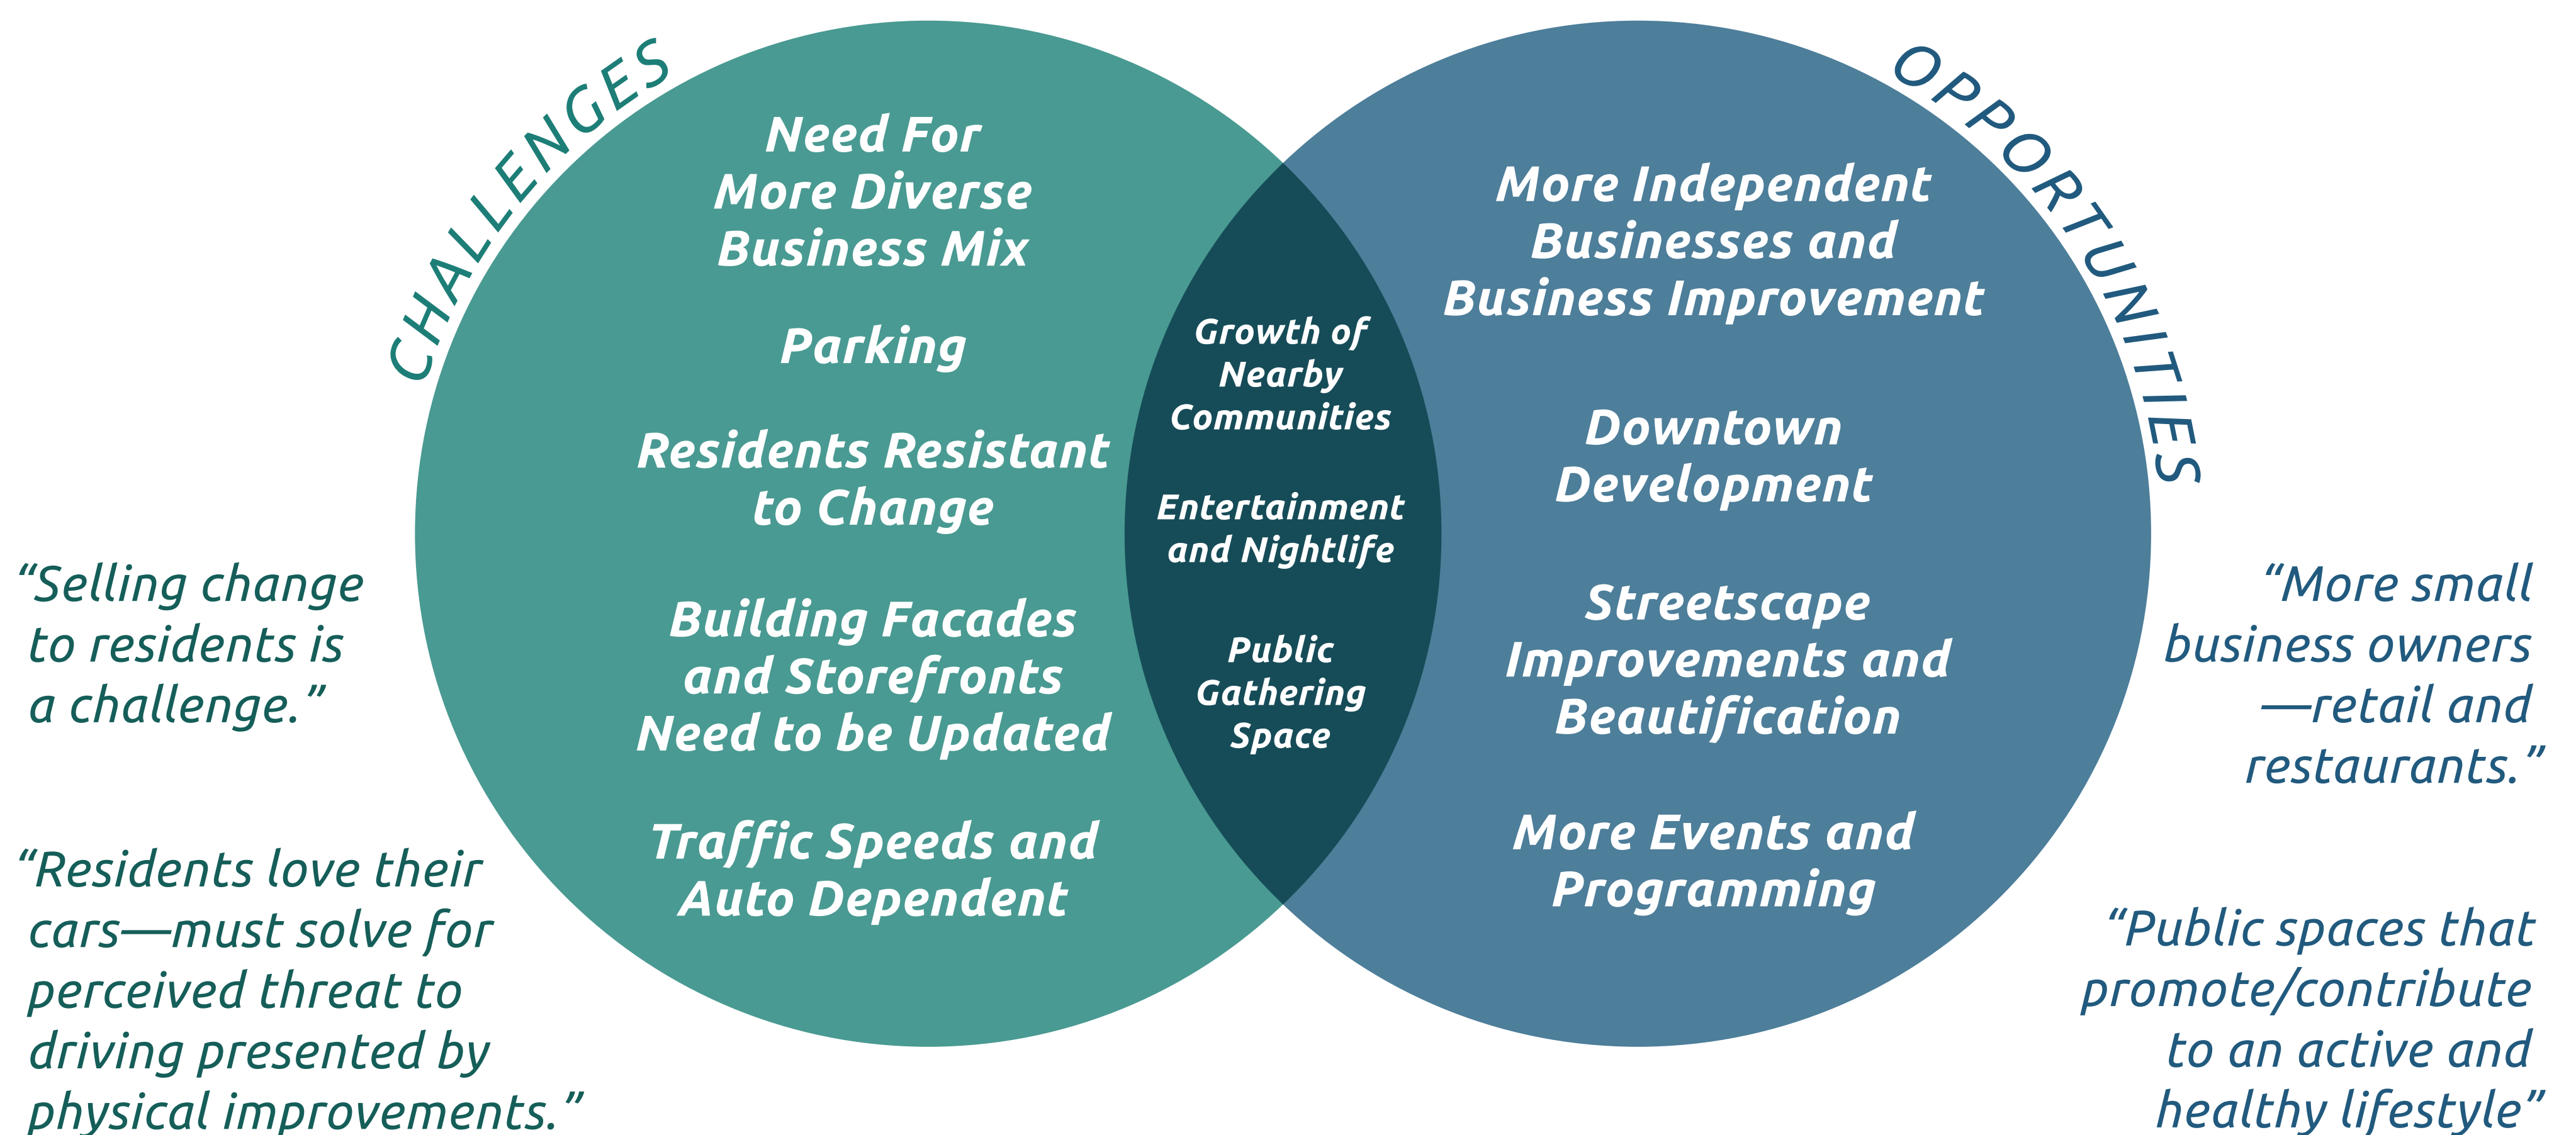 CHALLENGES
Need For
More Diverse
Business Mix
Parking
Residents Resistant
to Change
Building Facades
and Storefronts
Need to be Updated
Traffic Speeds and
Auto Dependent
Growth of
Nearby
Communities
Entertainment
and Nightlife
Public
Gathering
Space
OPPORTUNITIES
More Independent
Businesses and
Business Improvement
Downtown
Development
Streetscape
Improvements and
Beautification
More Events and
Programming
“Selling change
to residents is
a challenge.”
“Residents love their
cars—must solve for
perceived threat to
driving presented by
physical improvements.”
“More small
business owners
—retail and
restaurants.”
“Public spaces that
promote/contribute
to an active and
healthy lifestyle”